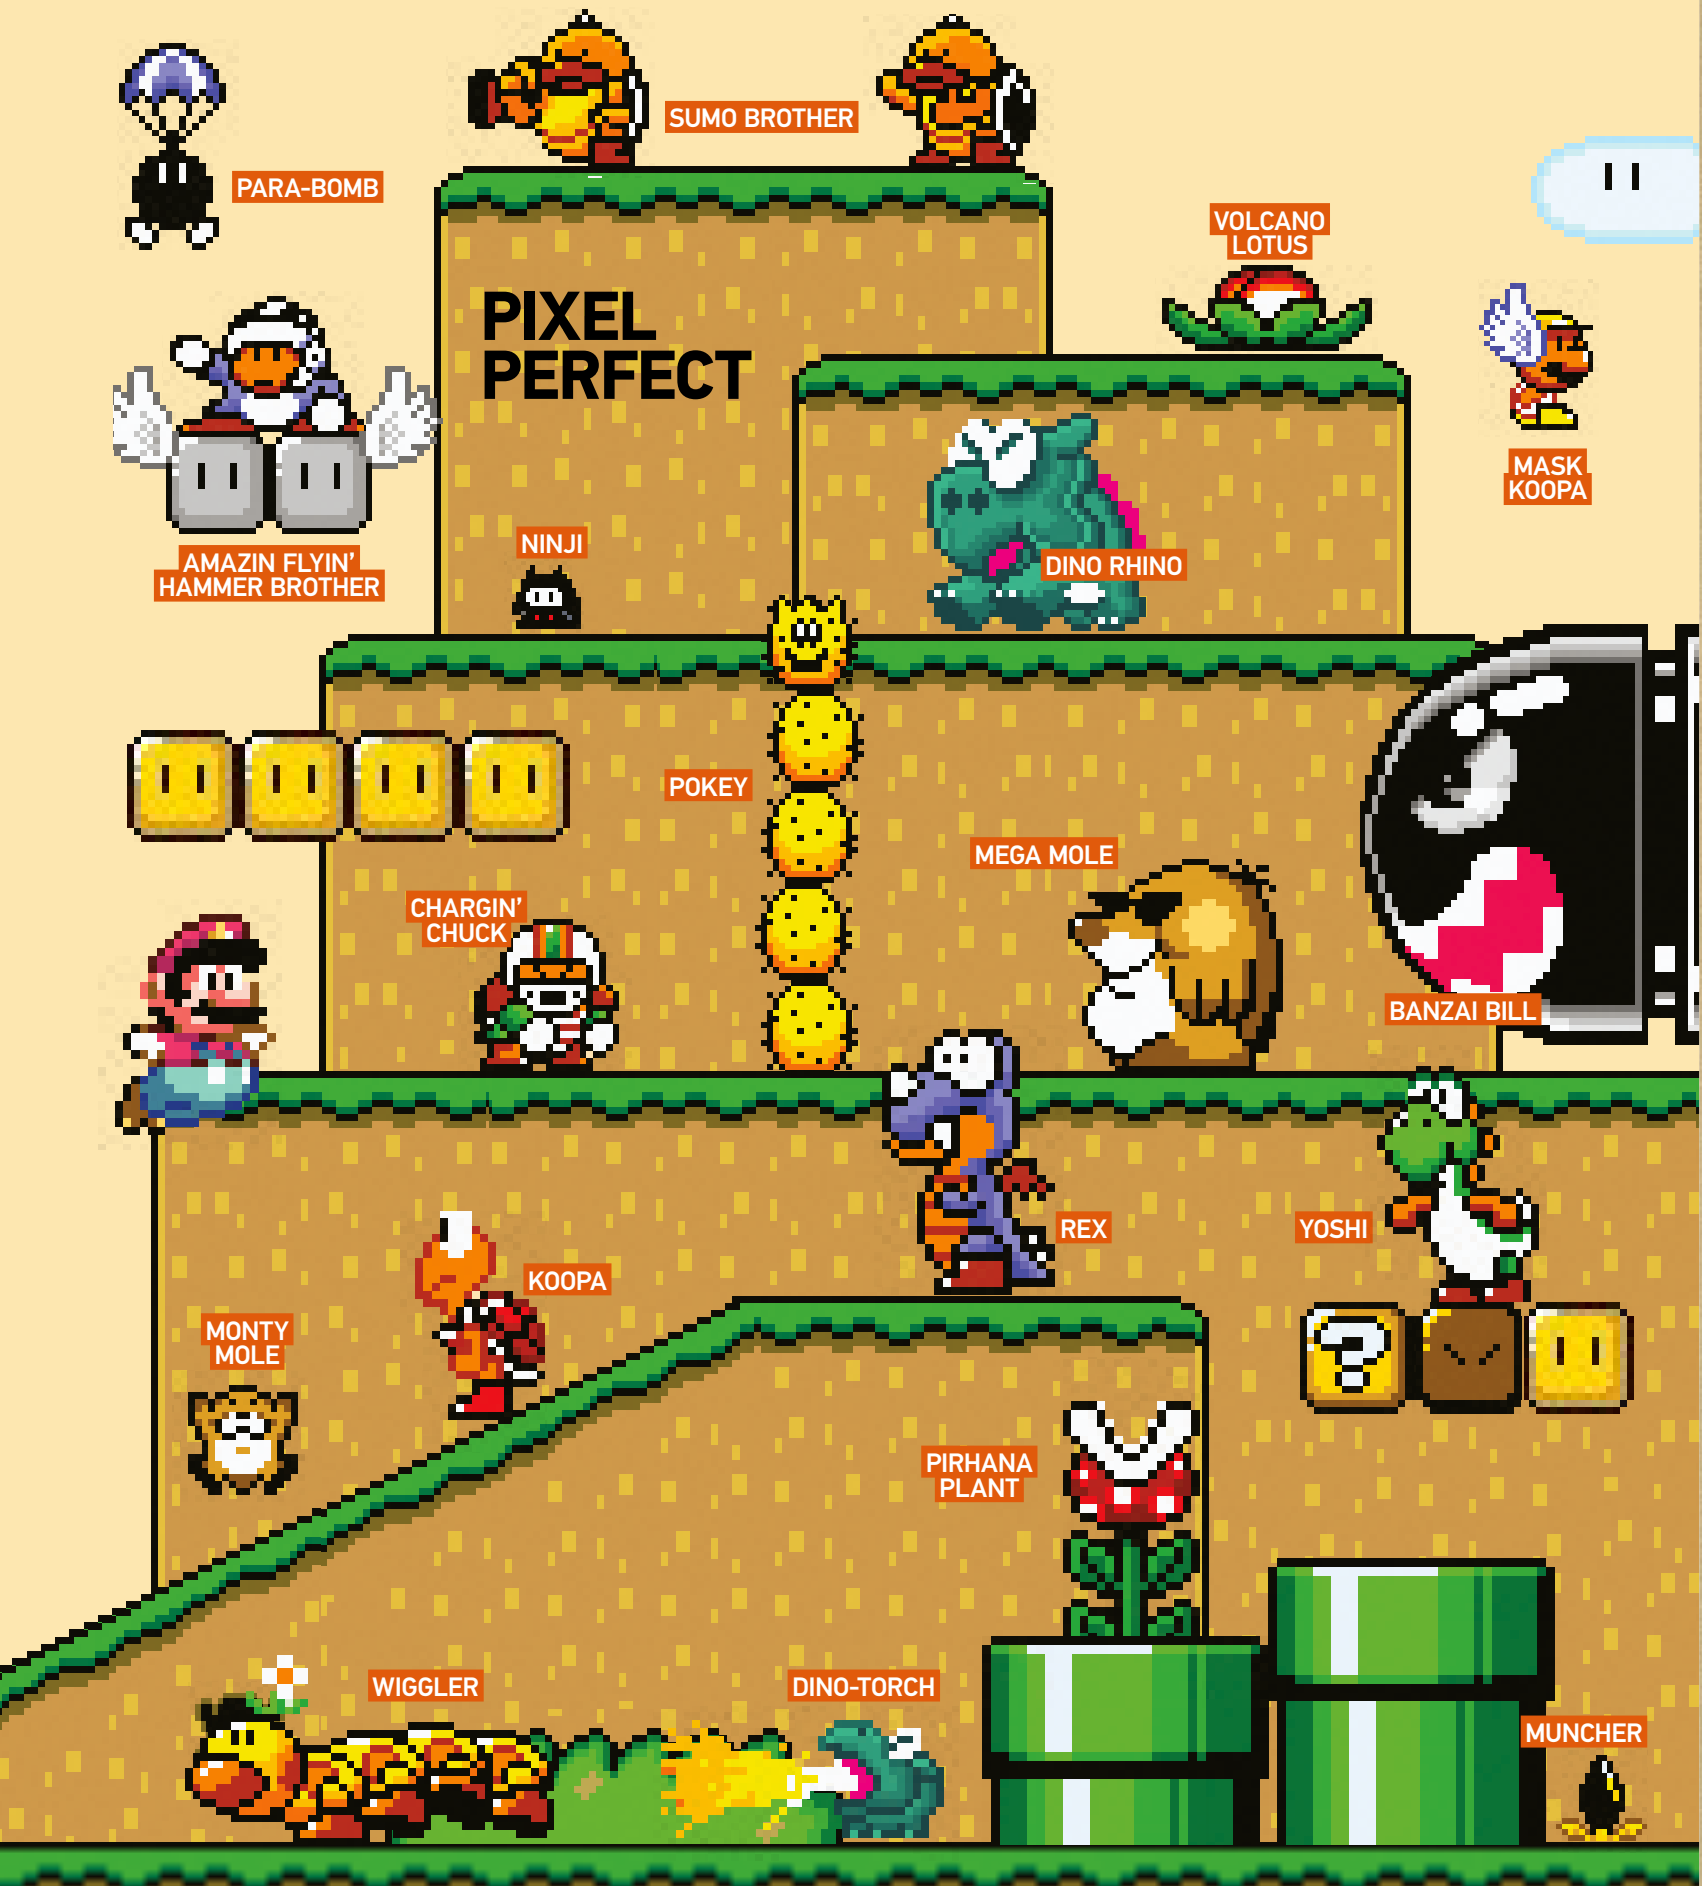 SUMO BROTHER
PARA-BOMB
VOLCANO
LOTUS
PIXEL
PERFECT
MASK
KOOPA
AMAZIN FLYIN'
HAMMER BROTHER
NINJI
DINO RHINO
POKEY
MEGA MOLE
CHARGIN'
CHUCK
BANZAI BILL
REX
YOSHI
KOOPA
MONTY
MOLE
?
PIRHANA
PLANT
WIGGLER
DINO-TORCH
MUNCHER